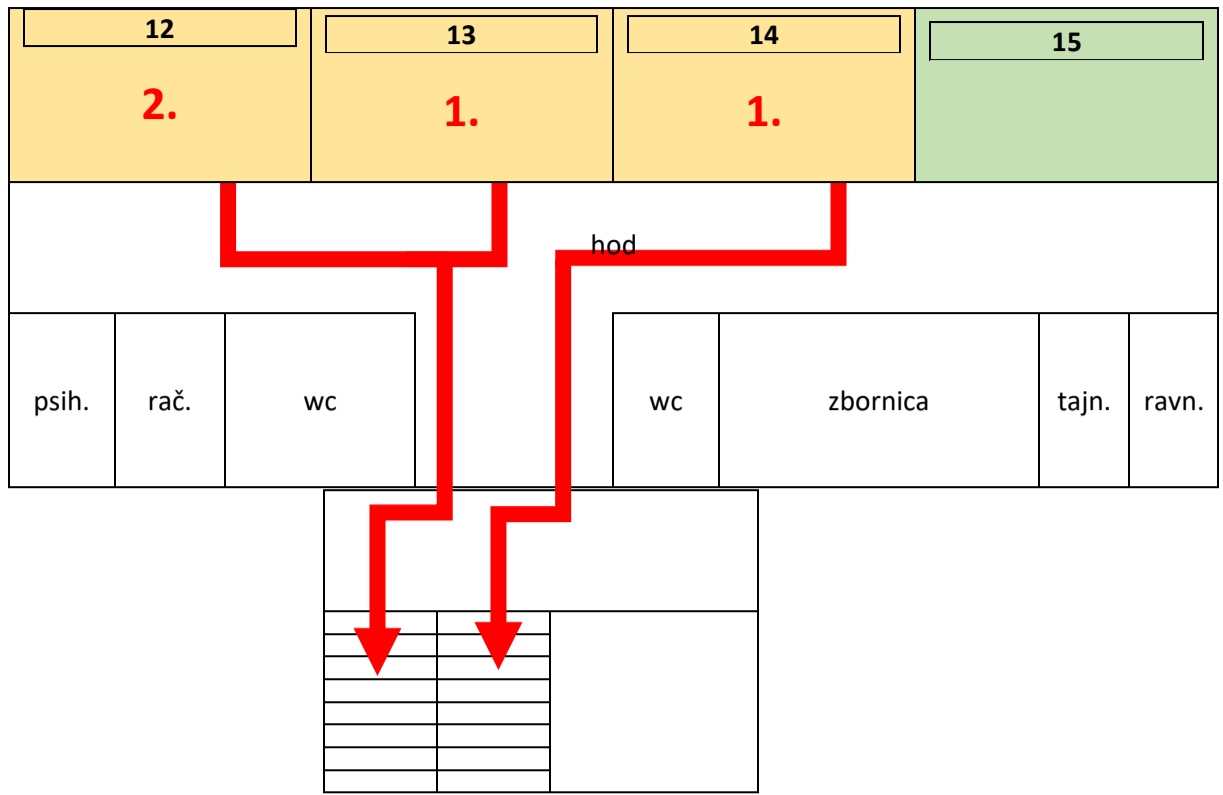 12
13
14
15
2.
1.
1.
hod
psih.
rač.
wc
wc
zbornica
tajn.
ravn.